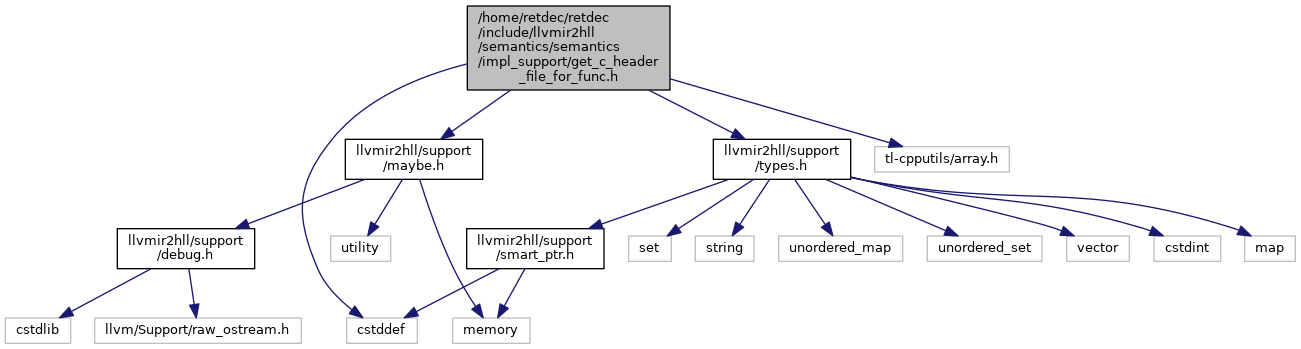 /home/retdec/retdec
/include/llvmir2hll
/semantics/semantics
/impl_support/get_c_header
_file_for_func.h
llvmir2hll/support
/maybe.h
llvmir2hll/support
/types.h
tl-cpputils/array.h
llvmir2hll/support
/debug.h
utility
llvmir2hll/support
/smart_ptr.h
set
string
unordered_map
unordered_set
vector
cstdint
map
cstdlib
llvm/Support/raw_ostream.h
cstddef
memory